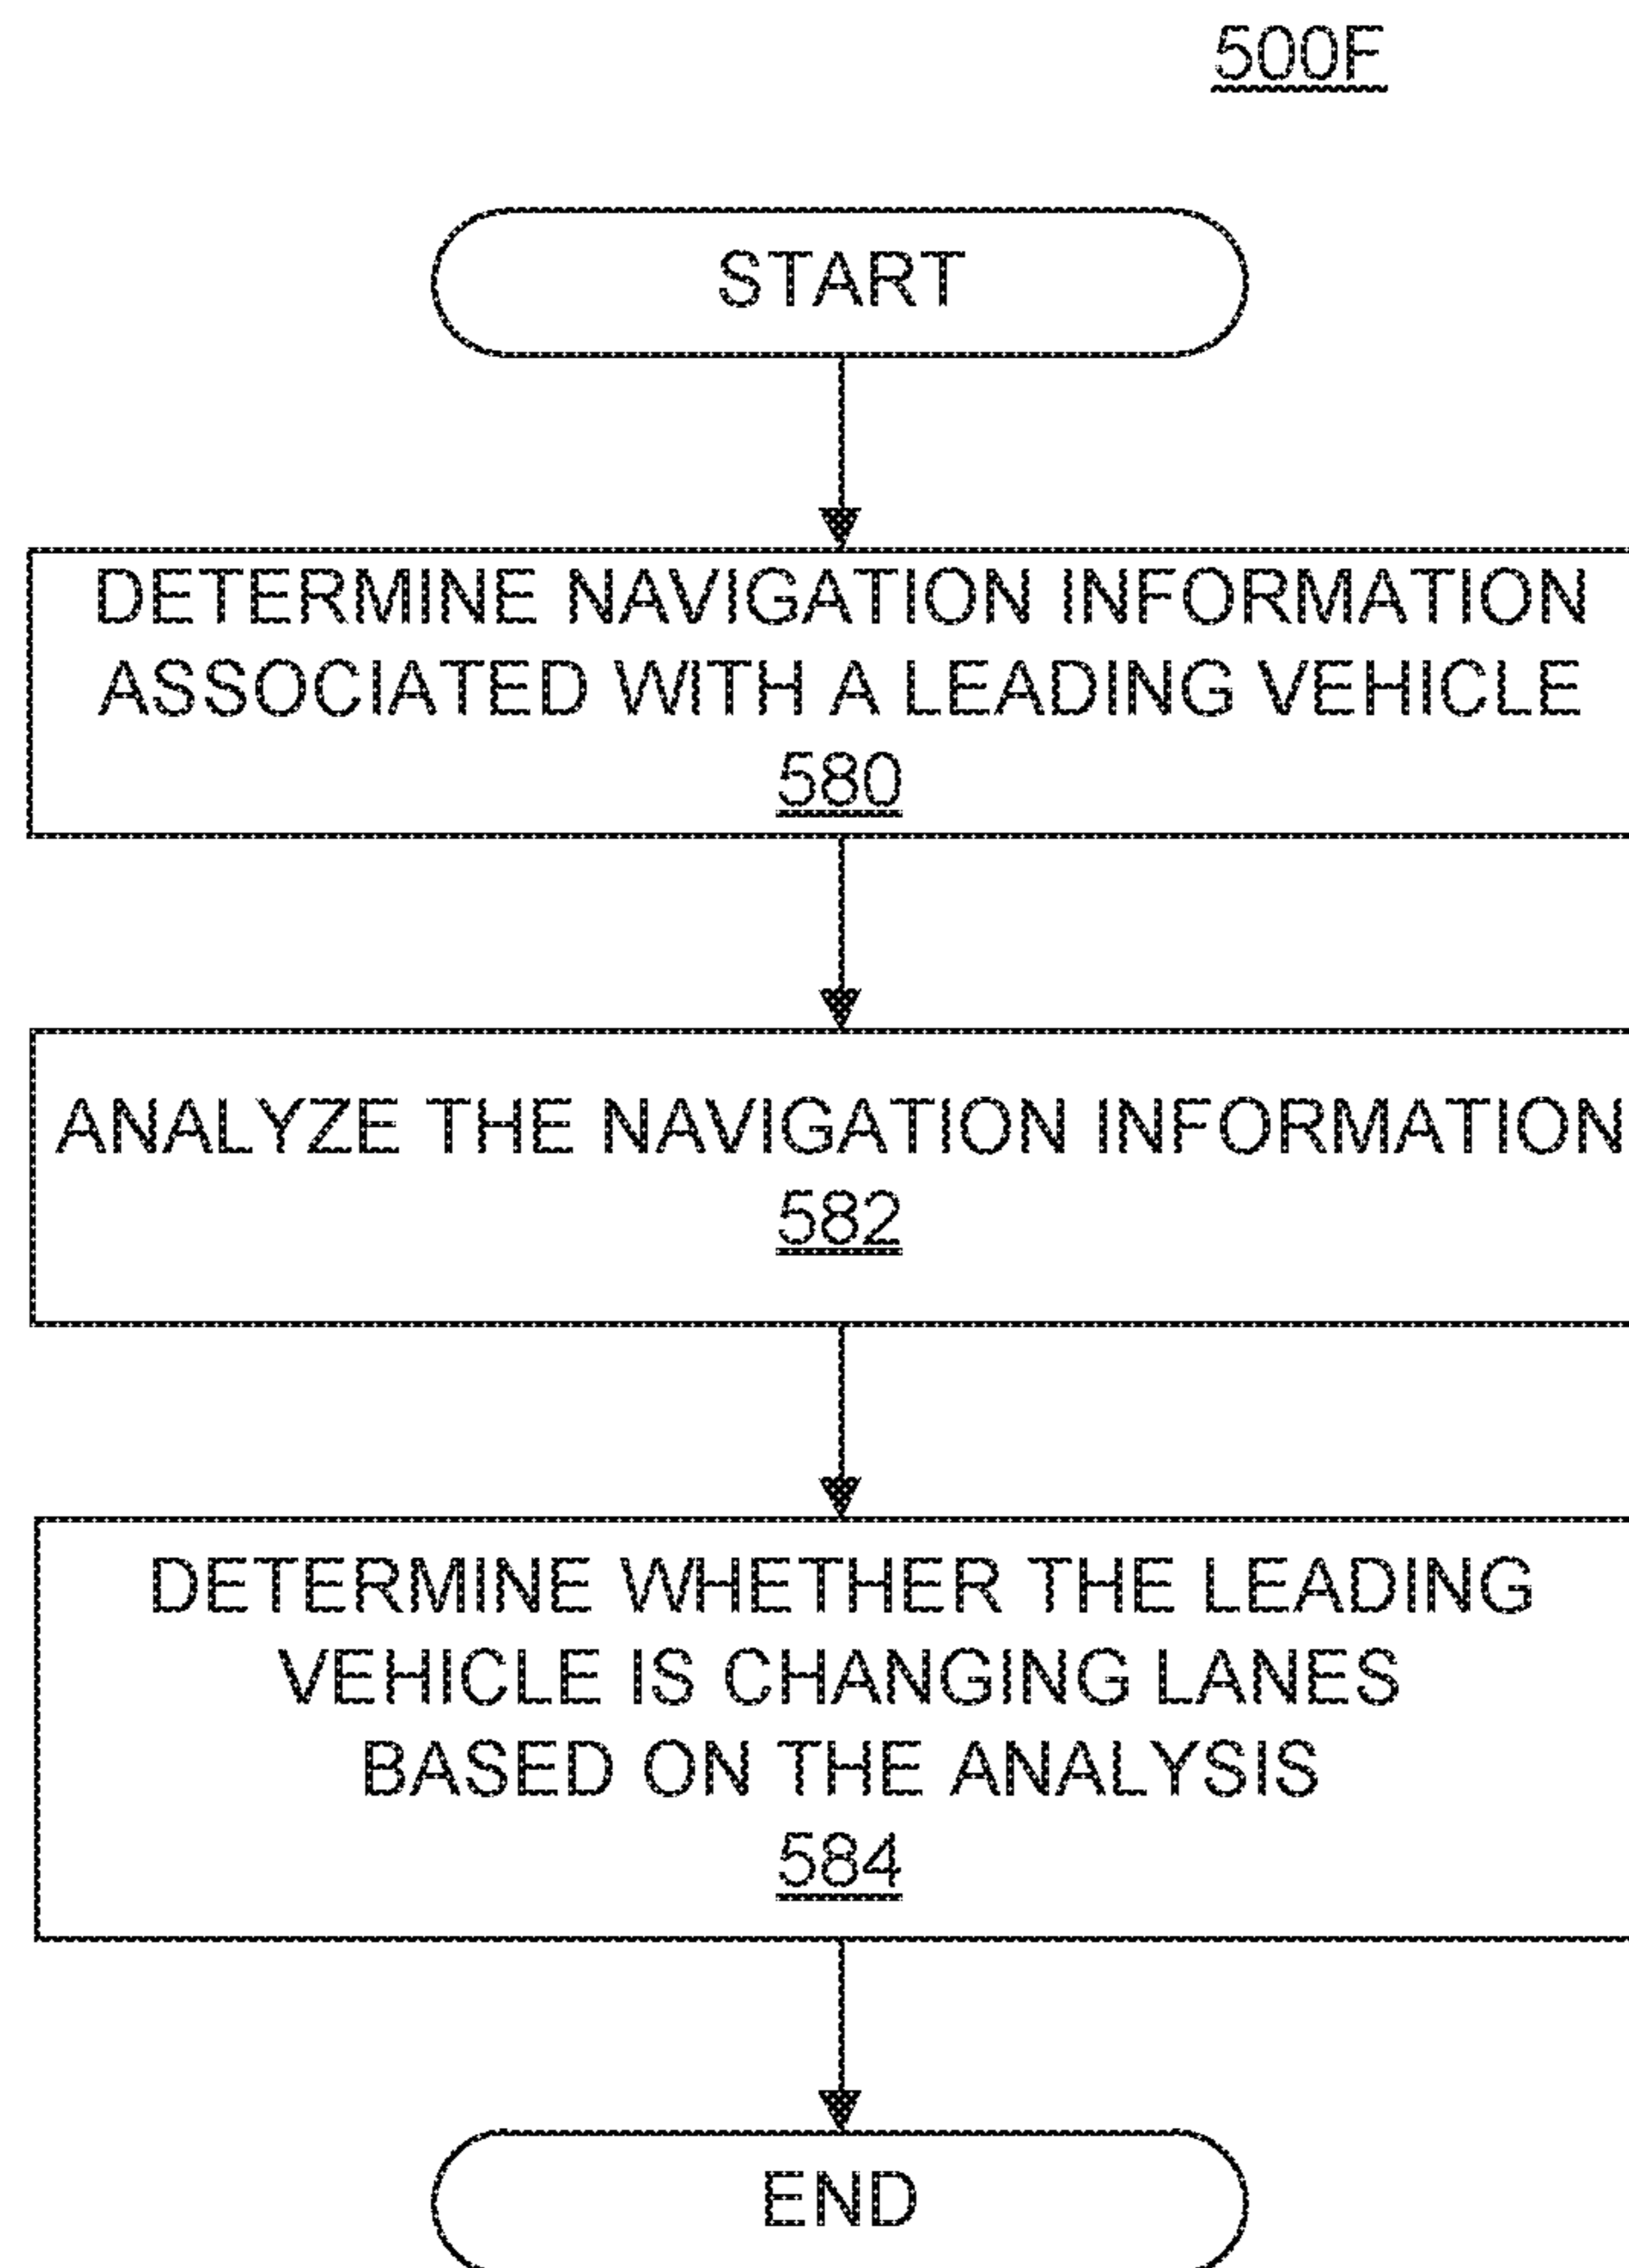 500F
START
DETERMINE NAVIGATION INFORMATION
ASSOCIATED WITH A LEADING VEHICLE
580
ANALYZE THE NAVIGATION INFORMATION
582
DETERMINE WHETHER THE LEADING
VEHICLE IS CHANGING LANES
BASED ON THE ANALYSIS
584
END